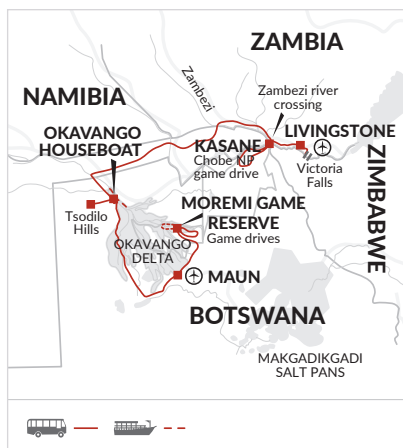 ZAMBIA
Zambezi
Zambezi river
crossing
NAMIBIA
OKAVANGO
HOUSEBOAT
LIVINGSTONE
KASANE
Chobe NP
game drive
Victoria
Falls
ZIMBABWE
Tsodilo
Hills
MOREMI GAME
RESERVE
Game drives
OKAVANGO
DELTA
MAUN
BOTSWANA
MAKGADIKGADI
SALT PANS